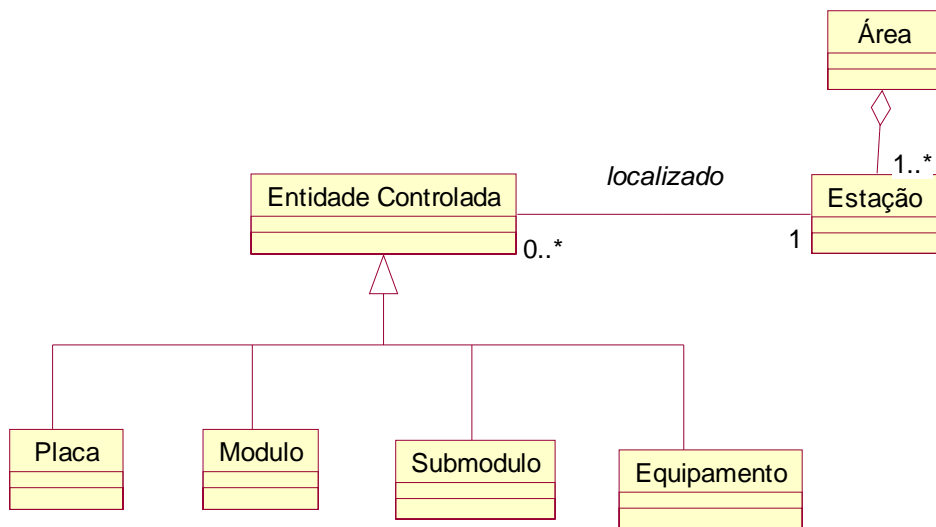 Área
1..*
localizado
Entidade Controlada
Estação
0..*
1
Placa
Modulo
Submodulo
Equipamento